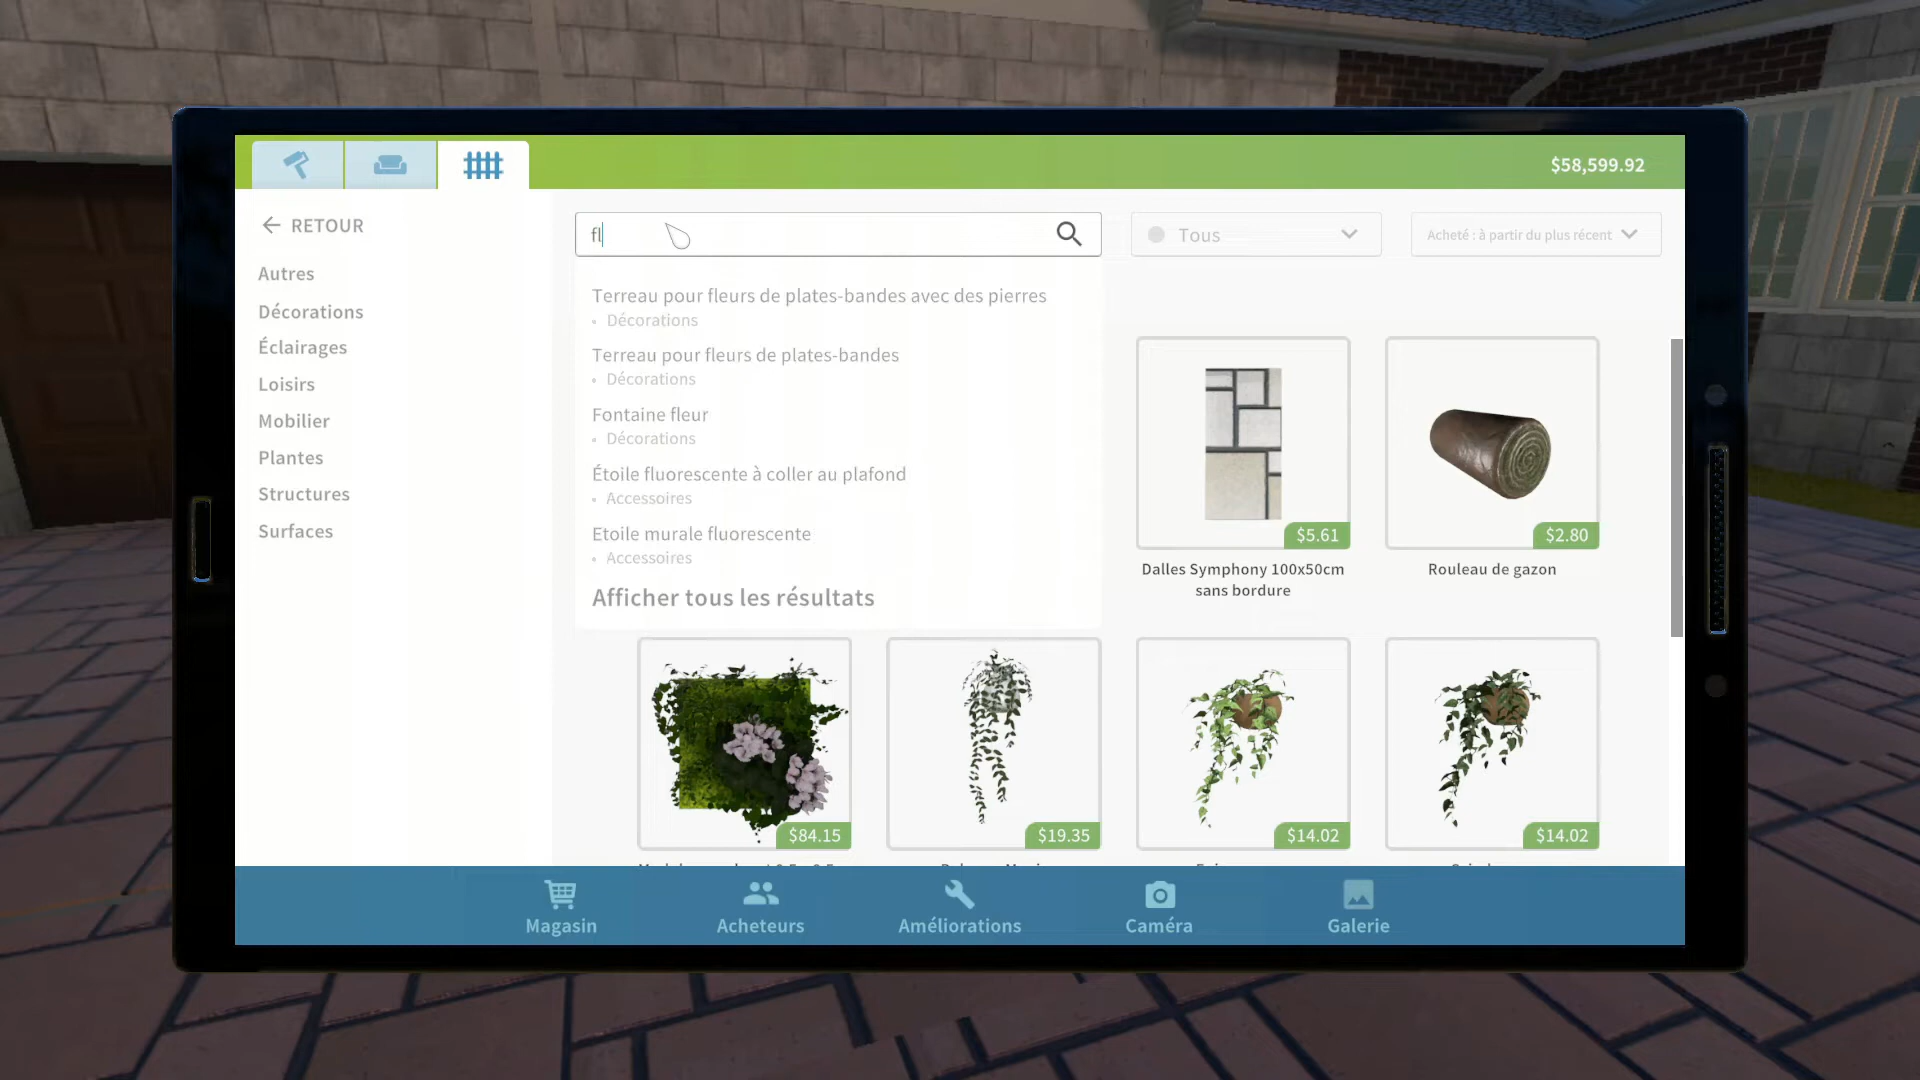 $58,599.92
RETOUR
fl
Tous
Acheté : à partir du plus récent
Autres
Décorations
Éclairages
Loisirs
Mobilier
Plantes
Structures
Surfaces
Terreau pour fleurs de plates-bandes avec des pierres
• Décorations
Terreau pour fleurs de plates-bandes
• Décorations
Fontaine fleur
• Décorations
Étoile fluorescente à coller au plafond
• Accessoires
Etoile murale fluorescente
• Accessoires
Afficher tous les résultats
$5.61
$2.80
Dalles Symphony 100x50cm
sans bordure
Rouleau de gazon
$84.15
$19.35
$14.02
$14.02
Magasin
Acheteurs
Améliorations
Caméra
Galerie